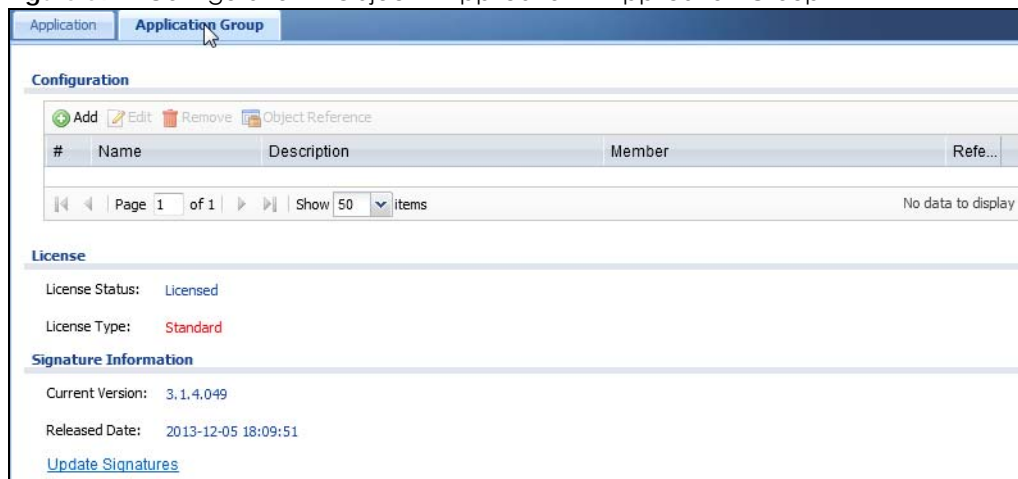 Application Application Group
Configuration
Add Edit Remove Object Reference
# Name Description Member Refe...
Page 1 of 1 Show 50 items No data to display
License
License Status: Licensed
License Type: Standard
Signature Information
Current Version: 3.1.4.049
Released Date: 2013-12-05 18:09:51
Update Signatures